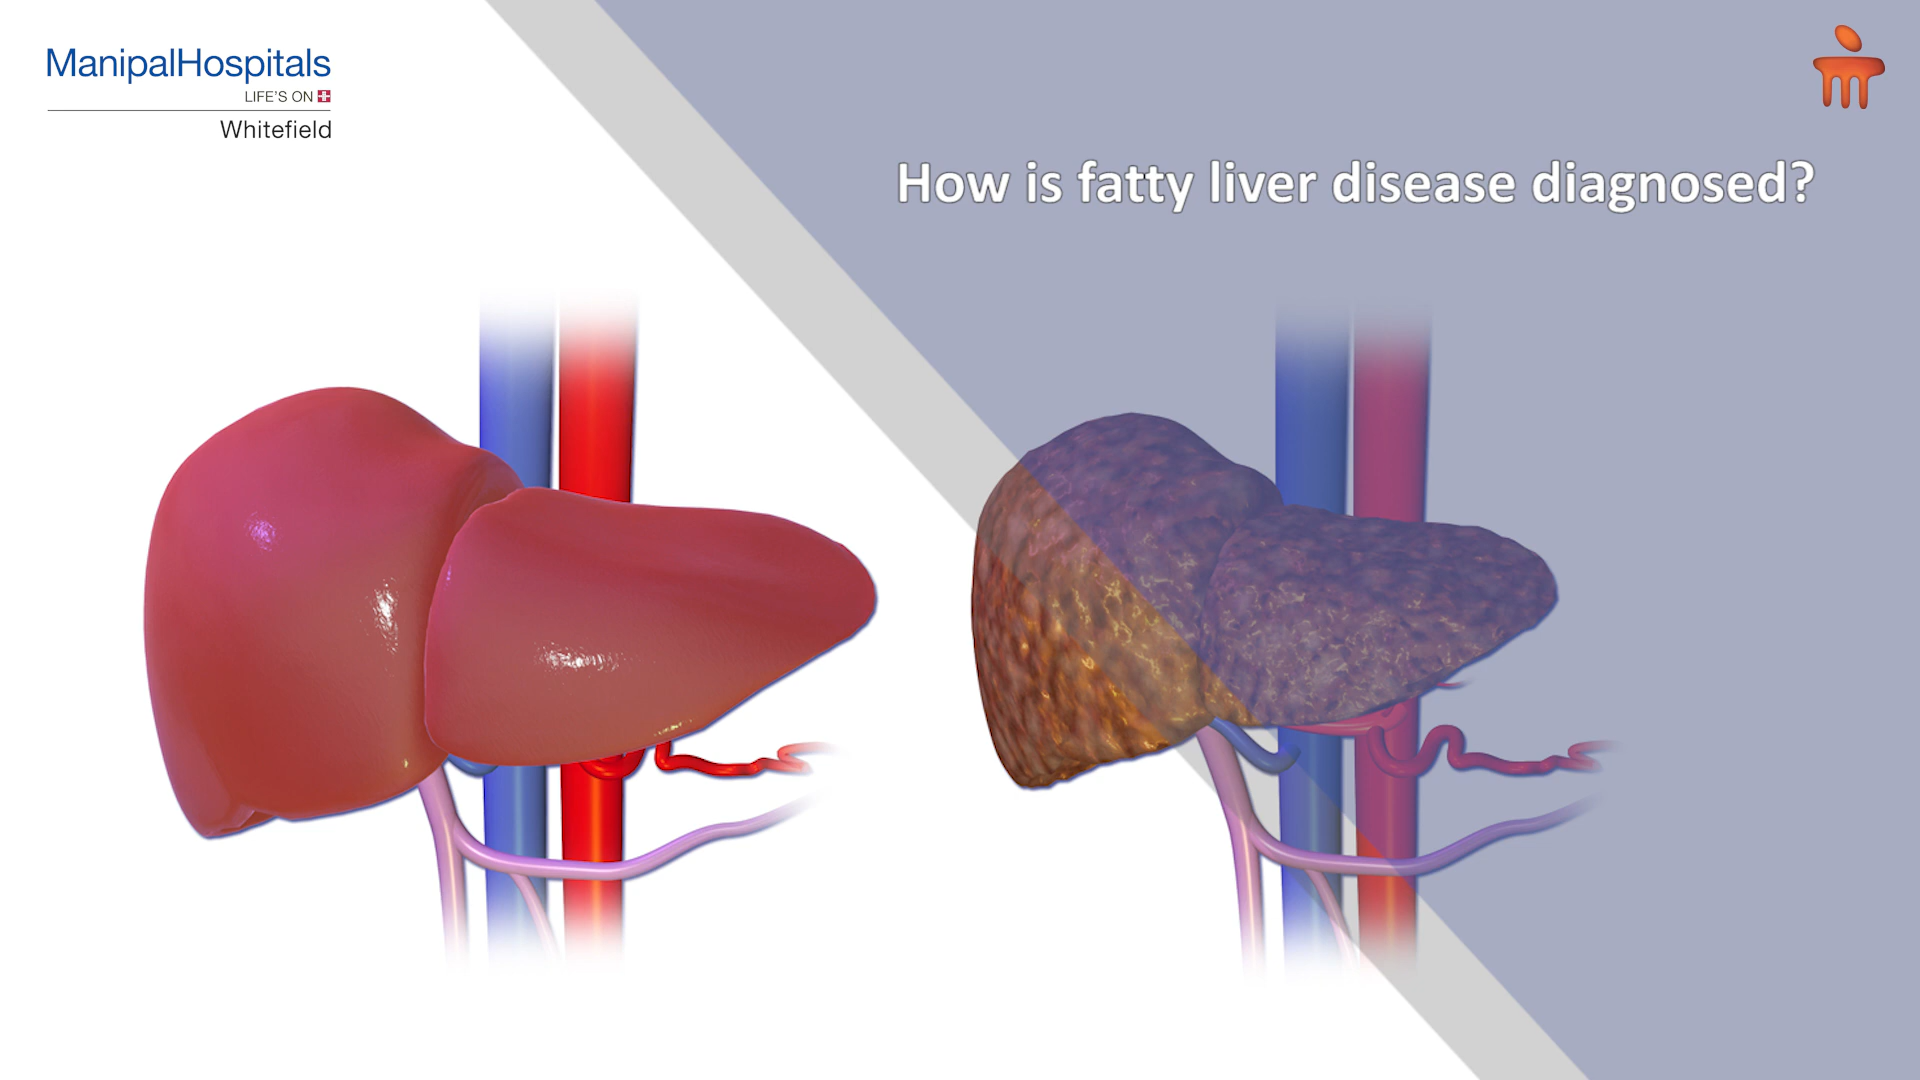 ManipalHospitals
LIFE'S ON
Whitefield
How is fatty liver disease diagnosed?